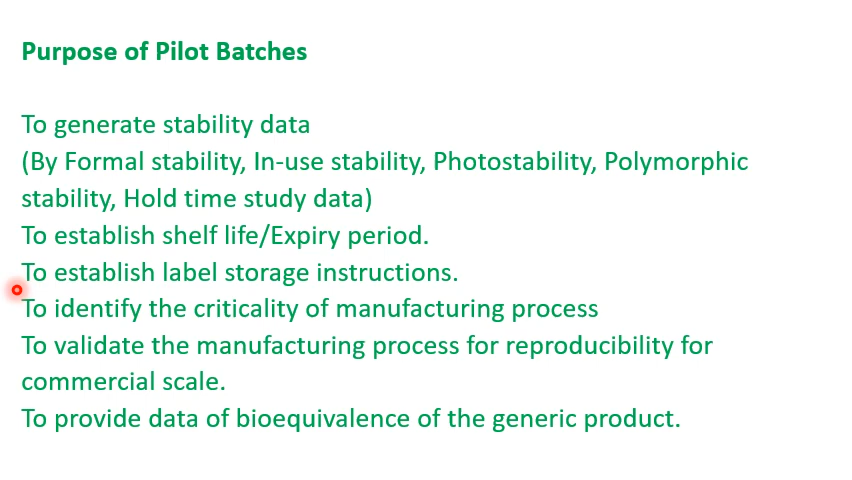 Purpose of Pilot Batches
To generate stability data
(By Formal stability, In-use stability, Photostability, Polymorphic
stability, Hold time study data)
To establish shelf life/Expiry period.
To establish label storage instructions.
To identify the criticality of manufacturing process
To validate the manufacturing process for reproducibility for
commercial scale.
To provide data of bioequivalence of the generic product.